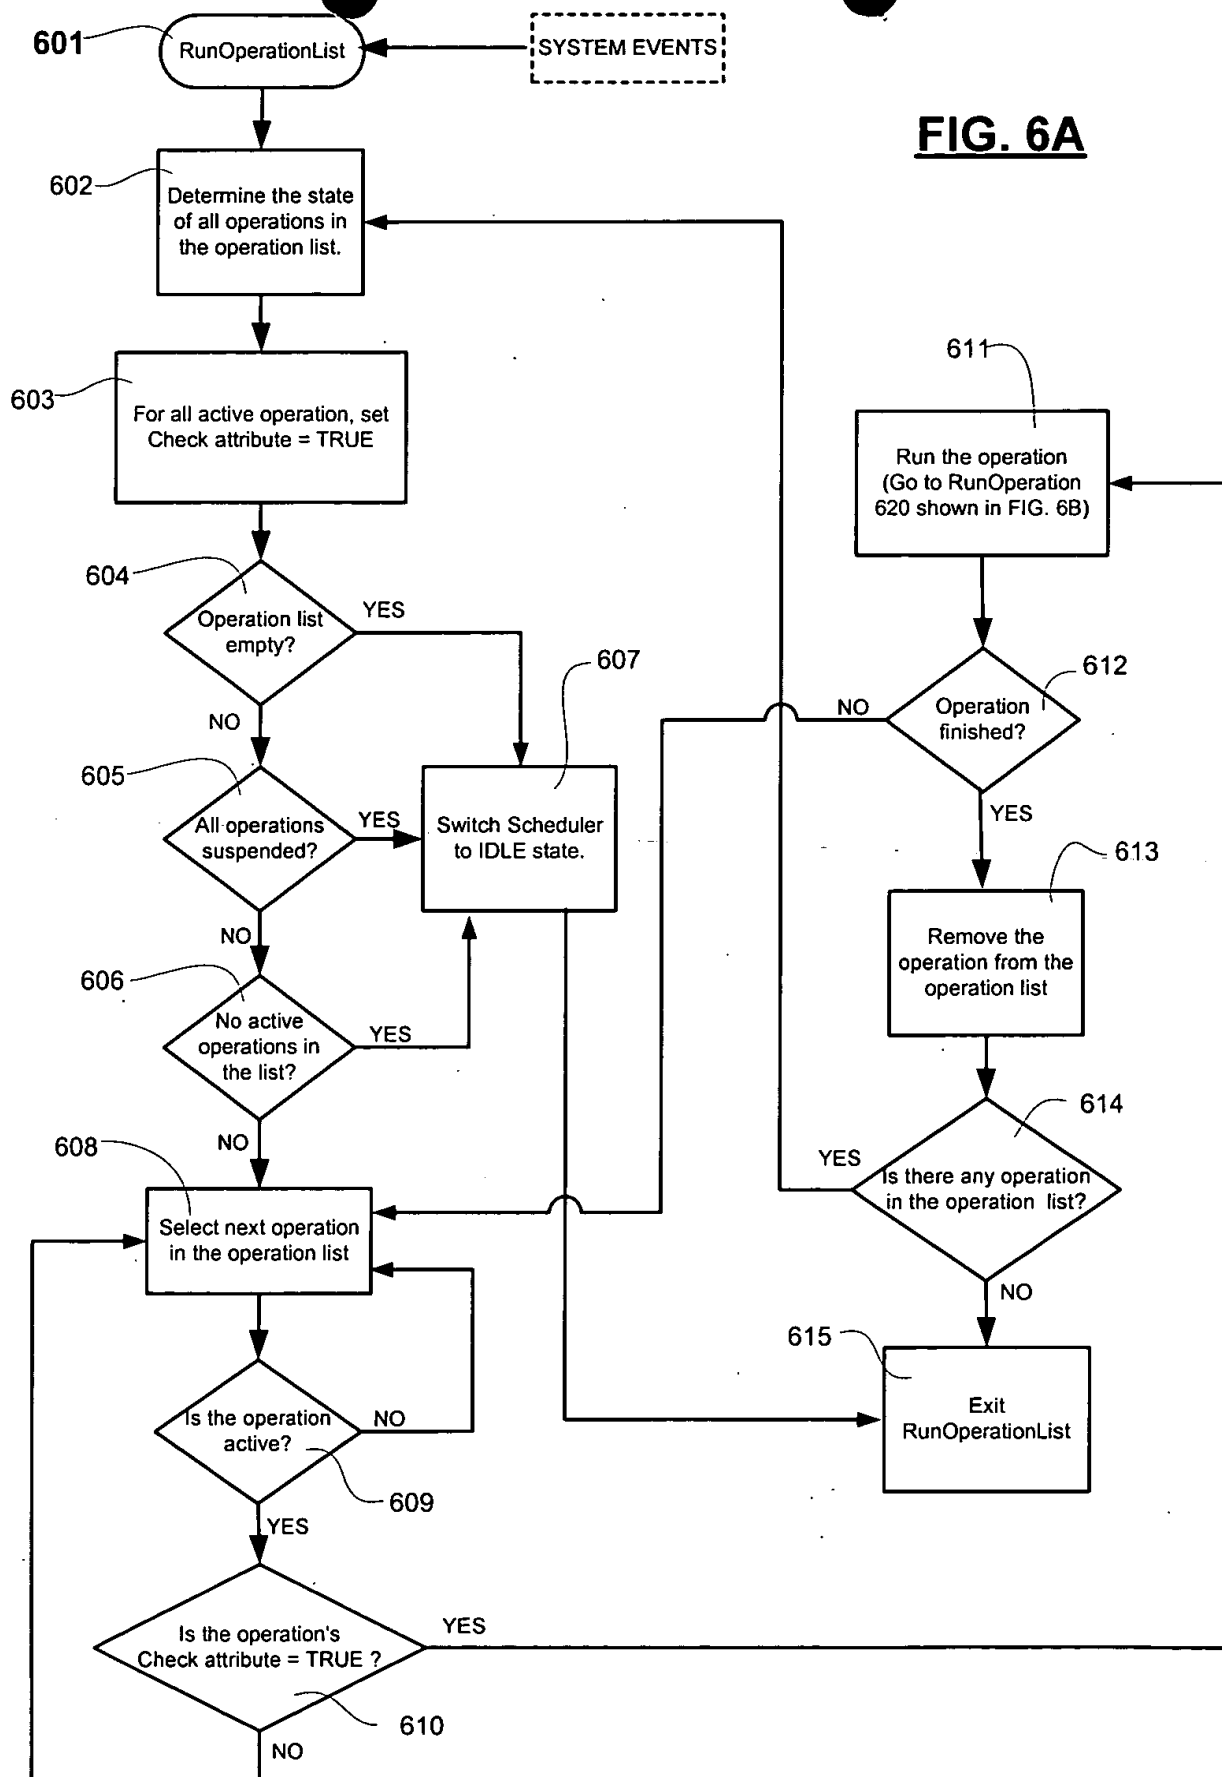 601
RunOperationList
SYSTEM EVENTS
FIG. 6A
602
Determine the state
of all operations in
the operation list.
603
For all active operation, set
Check attribute = TRUE
604
Operation list
empty?
YES
NO
605
All operations
suspended?
YES
NO
606
No active
operations in
the list?
YES
NO
607
Switch Scheduler
to IDLE state.
608
Select next operation
in the operation list
Is the operation
active?
NO
609
YES
Is the operation's
Check attribute = TRUE ?
YES
610
NO
611
Run the operation
(Go to RunOperation
620 shown in FIG. 6B)
612
Operation
finished?
NO
YES
613
Remove the
operation from the
operation list
614
Is there any operation
in the operation list?
YES
NO
615
Exit
RunOperationList